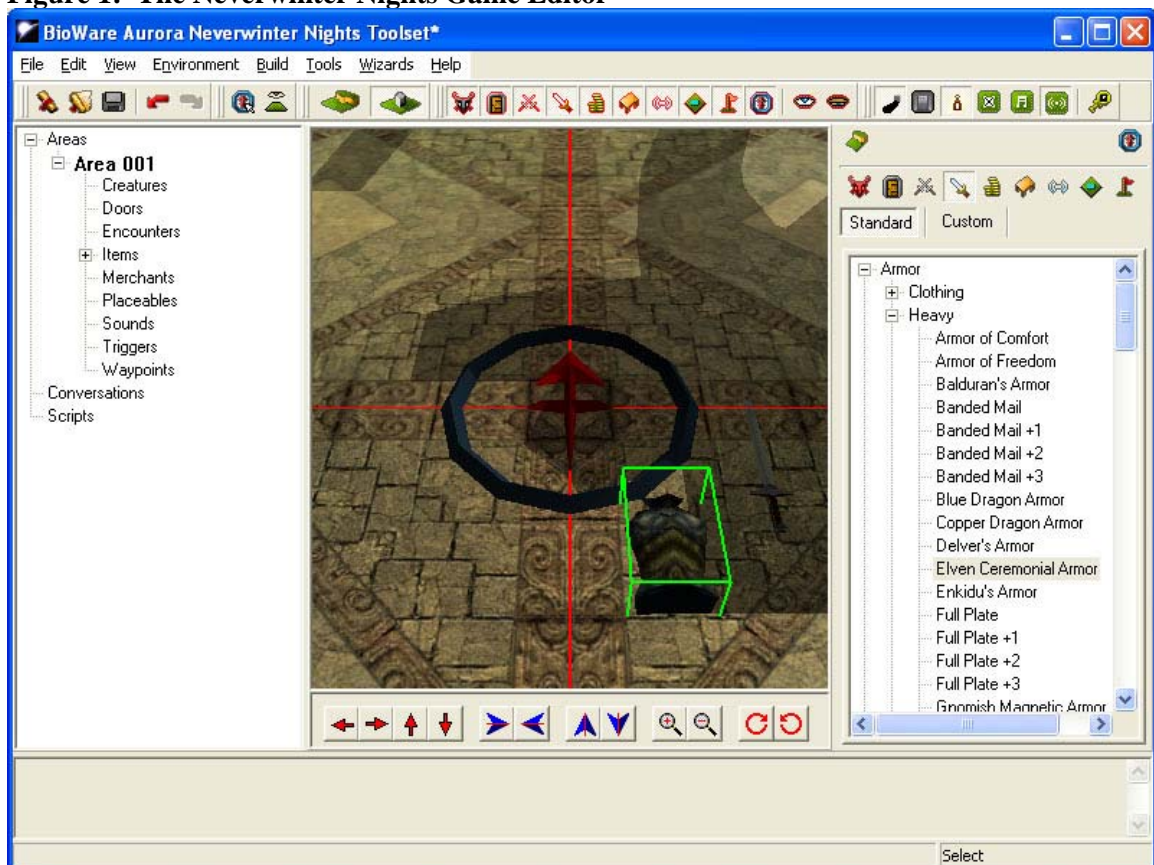 Figure 1.  The Neverwinter Nights Game Editor
BioWare Aurora Neverwinter Nights Toolset*
File Edit View Environment Build Tools Wizards Help
Areas
Area 001
Creatures
Doors
Encounters
Items
Merchants
Placeables
Sounds
Triggers
Waypoints
Conversations
Scripts
Standard Custom
Armor
Clothing
Heavy
Armor of Comfort
Armor of Freedom
Balduran's Armor
Banded Mail
Banded Mail +1
Banded Mail +2
Banded Mail +3
Blue Dragon Armor
Copper Dragon Armor
Delver's Armor
Elven Ceremonial Armor
Enkidu's Armor
Full Plate
Full Plate +1
Full Plate +2
Full Plate +3
Gnomish Magnetic Armor
Select